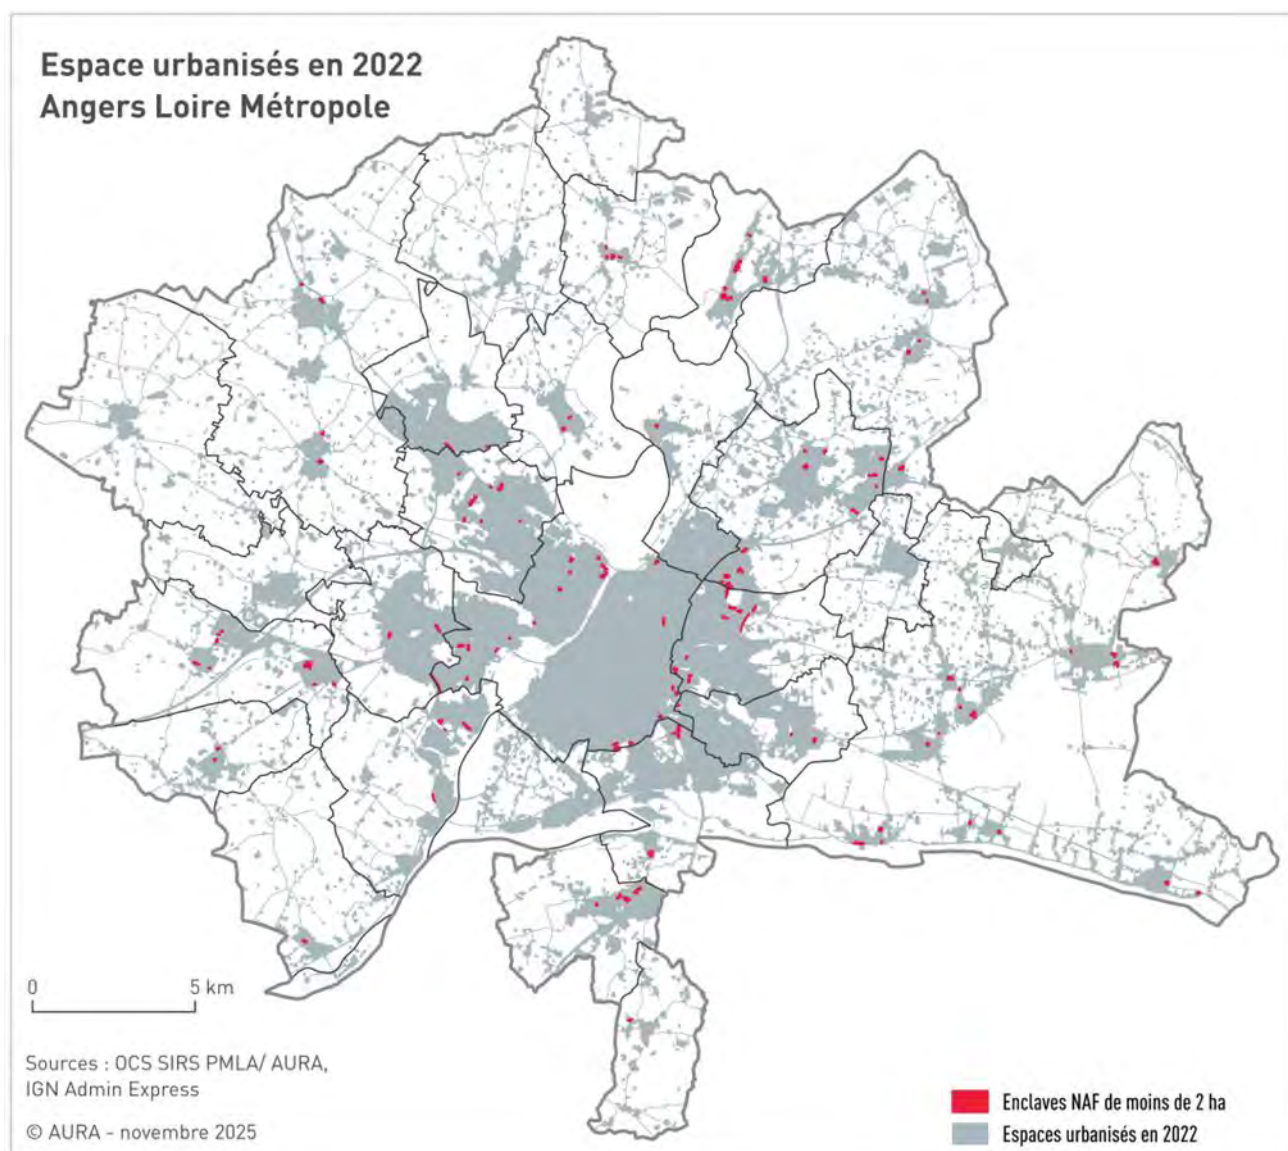 Espace urbanisés en 2022
Angers Loire Métropole
0 5 km
Sources : OCS SIRS PMLA/ AURA,
IGN Admin Express
© AURA - novembre 2025
Enclaves NAF de moins de 2 ha
Espaces urbanisés en 2022